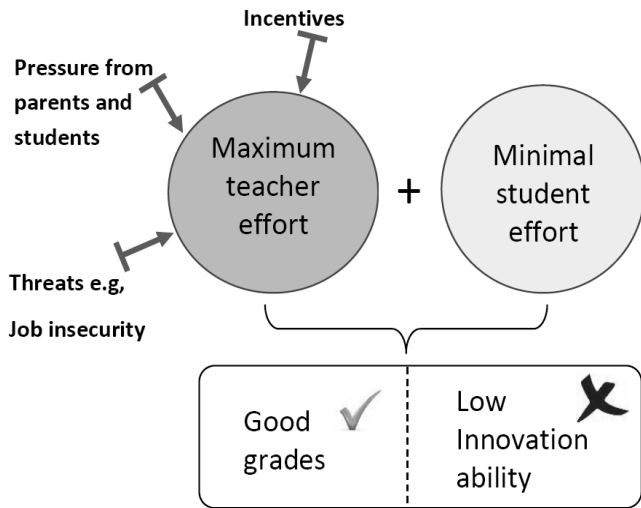 Incentives
Pressure from
parents and
students
Maximum
teacher
effort
+
Minimal
student
effort
Threats e.g,
Job insecurity
Good
grades
Low
Innovation
ability